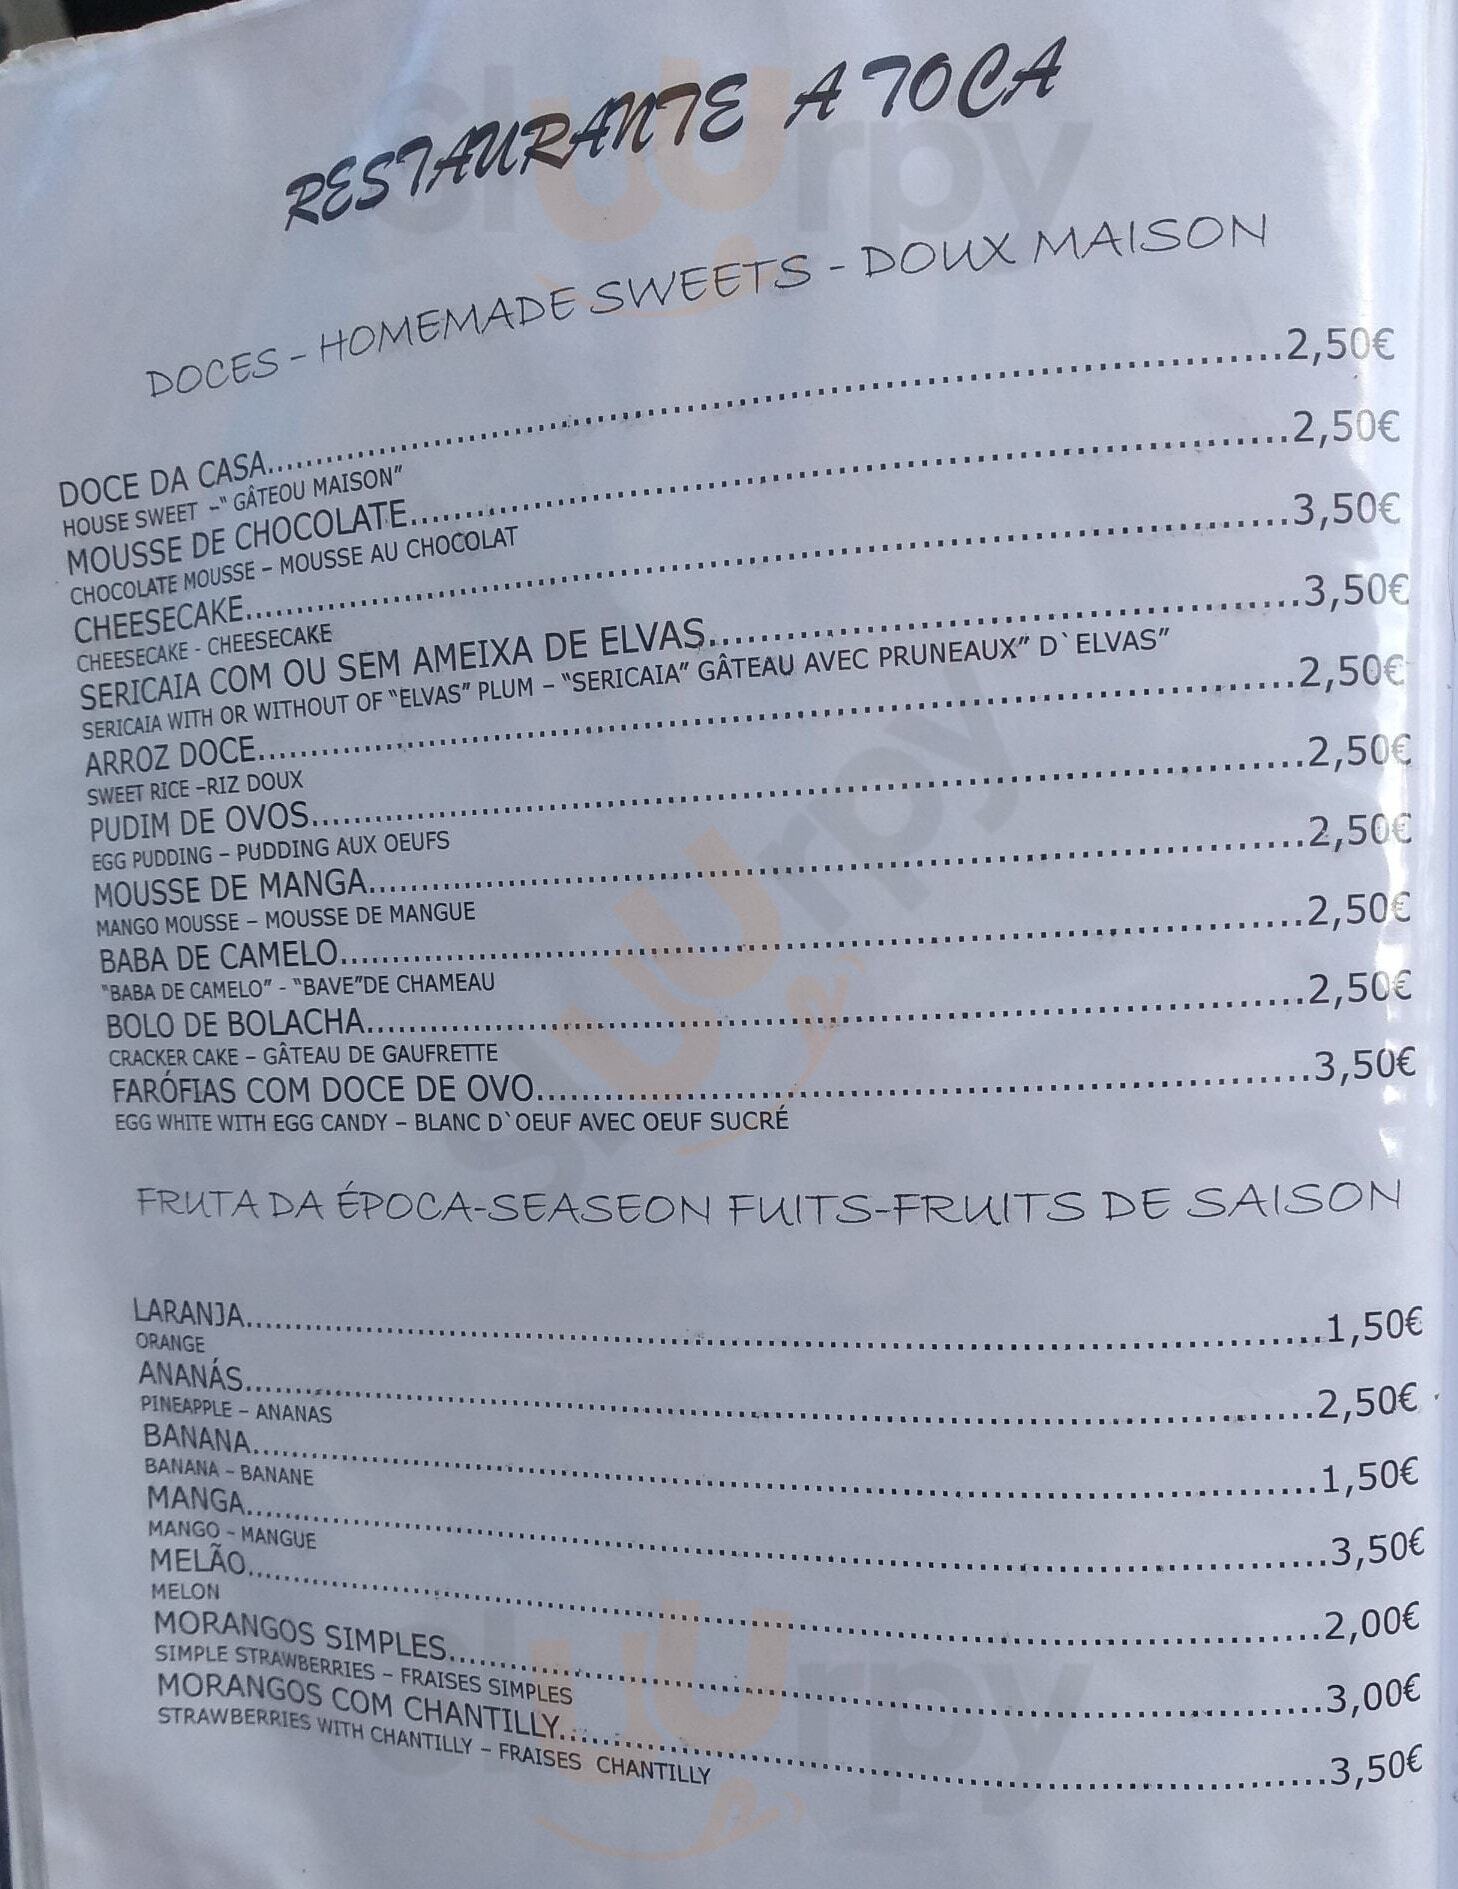 RESTAURANTE A TOCA
DOCES - HOMEMADE SWEETS - DOUX MAISON
DOCE DA CASA..........2,50€
HOUSE SWEET -" GÂTEOU MAISON"
MOUSSE DE CHOCOLATE..........2,50€
CHOCOLATE MOUSSE – MOUSSE AU CHOCOLAT
CHEESECAKE..........3,50€
CHEESECAKE - CHEESECAKE
SERICAIA COM OU SEM AMEIXA DE ELVAS..........3,50€
SERICAIA WITH OR WITHOUT OF "ELVAS" PLUM – "SERICAIA" GÂTEAU AVEC PRUNEAUX" D`ELVAS"
ARROZ DOCE..........2,50€
SWEET RICE –RIZ DOUX
PUDIM DE OVOS..........2,50€
EGG PUDDING – PUDDING AUX OEUFS
MOUSSE DE MANGA..........2,50€
MANGO MOUSSE – MOUSSE DE MANGUE
BABA DE CAMELO..........2,50€
"BABA DE CAMELO" - "BAVE"DE CHAMEAU
BOLO DE BOLACHA..........2,50€
CRACKER CAKE – GÂTEAU DE GAUFRETTE
FARÓFIAS COM DOCE DE OVO..........3,50€
EGG WHITE WITH EGG CANDY – BLANC D`OEUF AVEC OEUF SUCRÉ
FRUTA DA ÉPOCA-SEASEON FUITS-FRUITS DE SAISON
LARANJA..........1,50€
ORANGE
ANANÁS..........2,50€
PINEAPPLE – ANANAS
BANANA..........1,50€
BANANA - BANANE
MANGA..........3,50€
MANGO - MANGUE
MELÃO..........2,00€
MELON
MORANGOS SIMPLES..........3,00€
SIMPLE STRAWBERRIES – FRAISES SIMPLES
MORANGOS COM CHANTILLY..........3,50€
STRAWBERRIES WITH CHANTILLY – FRAISES CHANTILLY
sluurpy
sluurpy
sluurpy